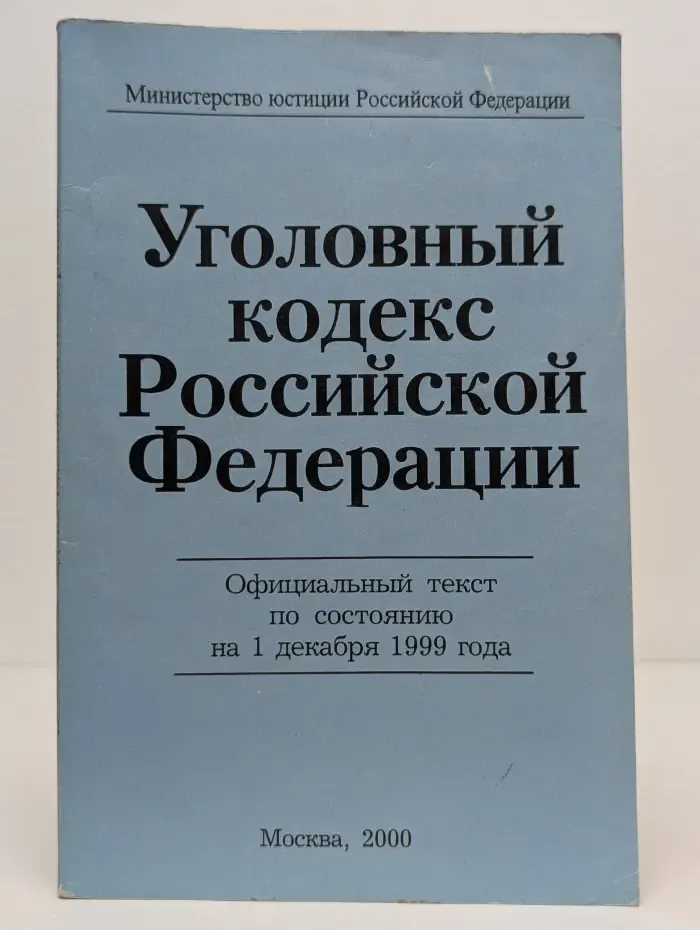 Министерство юстиции Российской Федерации
Уголовный
кодекс
Российской
Федерации
Официальный текст
по состоянию
на 1 декабря 1999 года
Москва, 2000